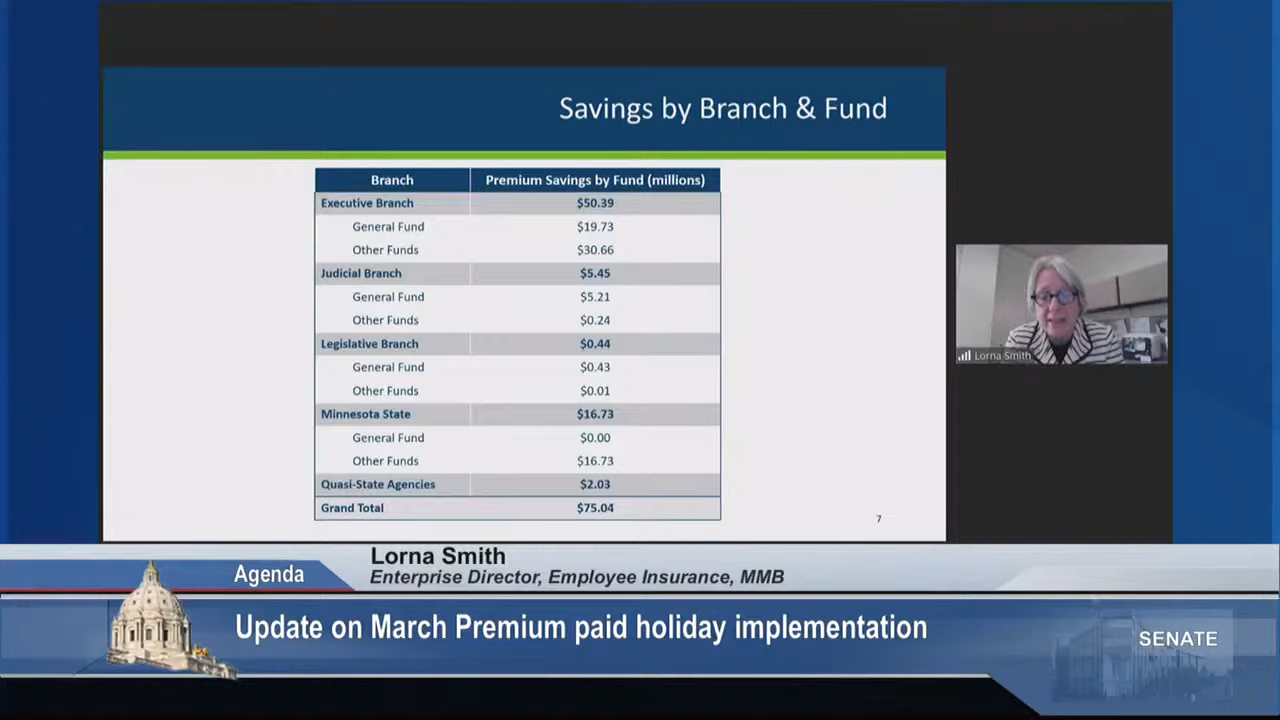 Savings by Branch & Fund
Branch Premium Savings by Fund (millions)
Executive Branch $50.39
General Fund $19.73
Other Funds $30.66
Judicial Branch $5.45
General Fund $5.21
Other Funds $0.24
Legislative Branch $0.44
General Fund $0.43
Other Funds $0.01
Minnesota State $16.73
General Fund $0.00
Other Funds $16.73
Quasi-State Agencies $2.03
Grand Total $75.04
7
Lorna Smith
Lorna Smith
Enterprise Director, Employee Insurance, MMB
Agenda
Update on March Premium paid holiday implementation
SENATE